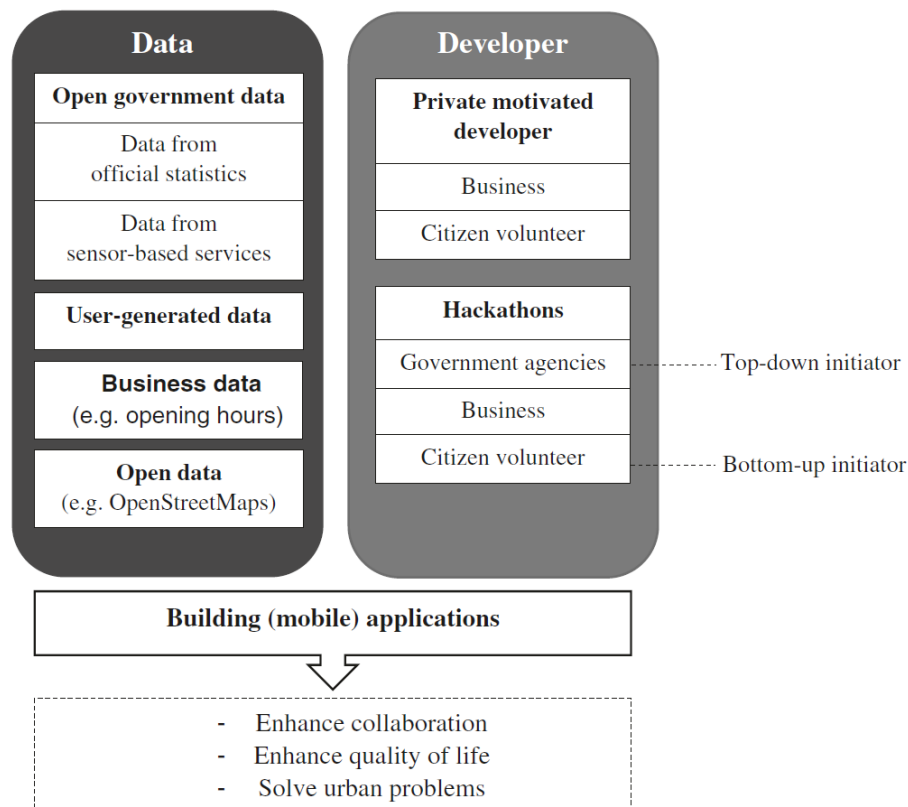 Data
Open government data
Data from
official statistics
Data from
sensor-based services
User-generated data
Business data
(e.g. opening hours)
Open data
(e.g. OpenStreetMaps)
Developer
Private motivated
developer
Business
Citizen volunteer
Hackathons
Government agencies
Business
Citizen volunteer
Top-down initiator
Bottom-up initiator
Building (mobile) applications
- Enhance collaboration
- Enhance quality of life
- Solve urban problems